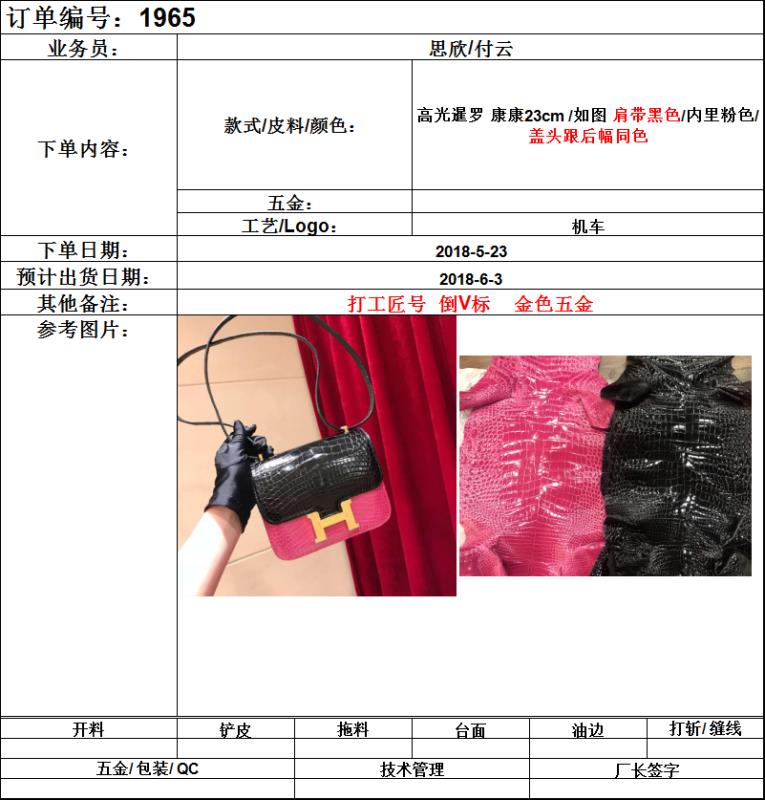 订单编号：1965
业务员： 思欣/付云
下单内容： 款式/皮料/颜色： 高光暹罗 康康23cm /如图 肩带黑色/内里粉色/
盖头跟后幅同色
五金：
工艺/Logo： 机车
下单日期： 2018-5-23
预计出货日期： 2018-6-3
其他备注： 打工匠号 倒V标 金色五金
参考图片：
开料 铲皮 拖料 台面 油边 打斩/缝线
五金/包装/QC 技术管理 厂长签字